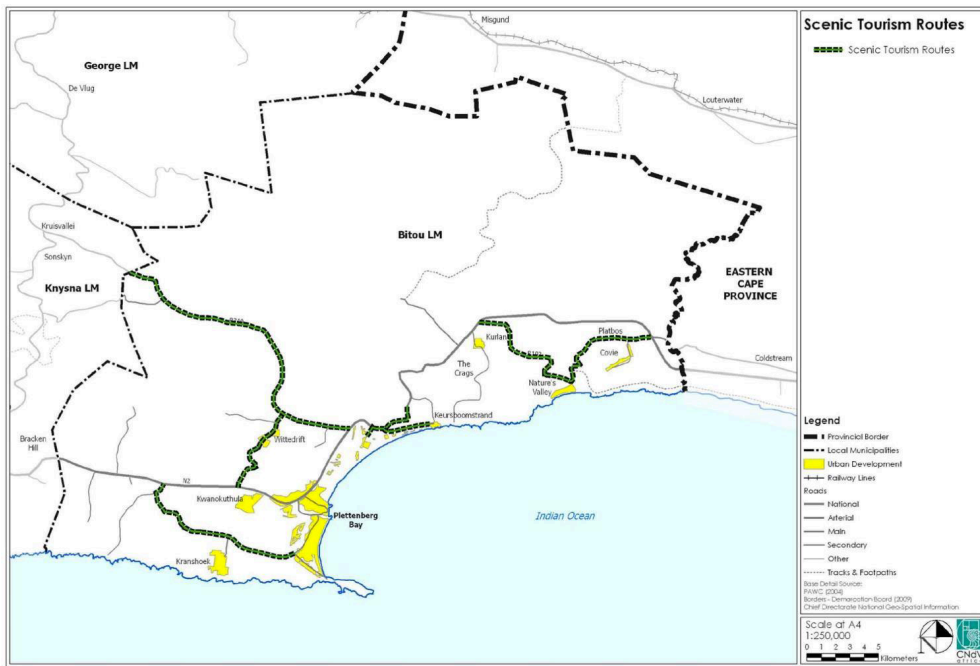 Scenic Tourism Routes
Scenic Tourism Routes
Misgund
George LM
De Vlug
Louterwater
Kruisvallei
Bitou LM
Sonskyn
EASTERN
CAPE
PROVINCE
Knysna LM
Platbos
Kurlan
Covie
Coldstream
The
Crags
Nature's
Valley
Keursboomstrand
Bracken
Hill
Wittedrift
N2
Kwanokuthula
Plettenberg
Bay
Indian Ocean
Kranshoek
Legend
Provincial Border
Local Municipalities
Urban Development
Railway Lines
Roads
National
Arterial
Main
Secondary
Other
Tracks & Footpaths
Base Detail Source:
PAWC (2004)
Borders - Demarcation Board (2009)
Chief Directorate National Geo-Spatial Information
Scale at A4
1:250,000
0 1 2 3 4 5
Kilometers